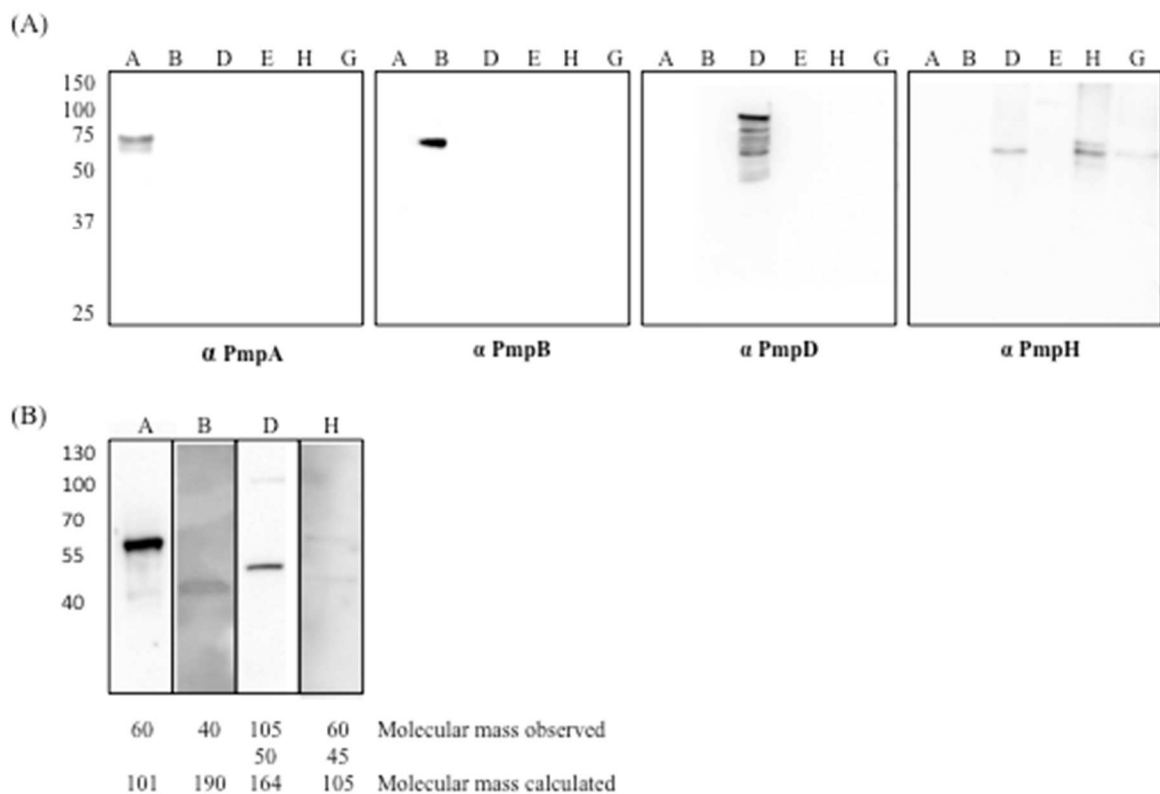 (A)
A B D E H G A B D E H G A B D E H G A B D E H G
150
100
75
50
37
25
α PmpA α PmpB α PmpD α PmpH
(B)
A B D H
130
100
70
55
40
60 40 105 60 Molecular mass observed
50 45
101 190 164 105 Molecular mass calculated